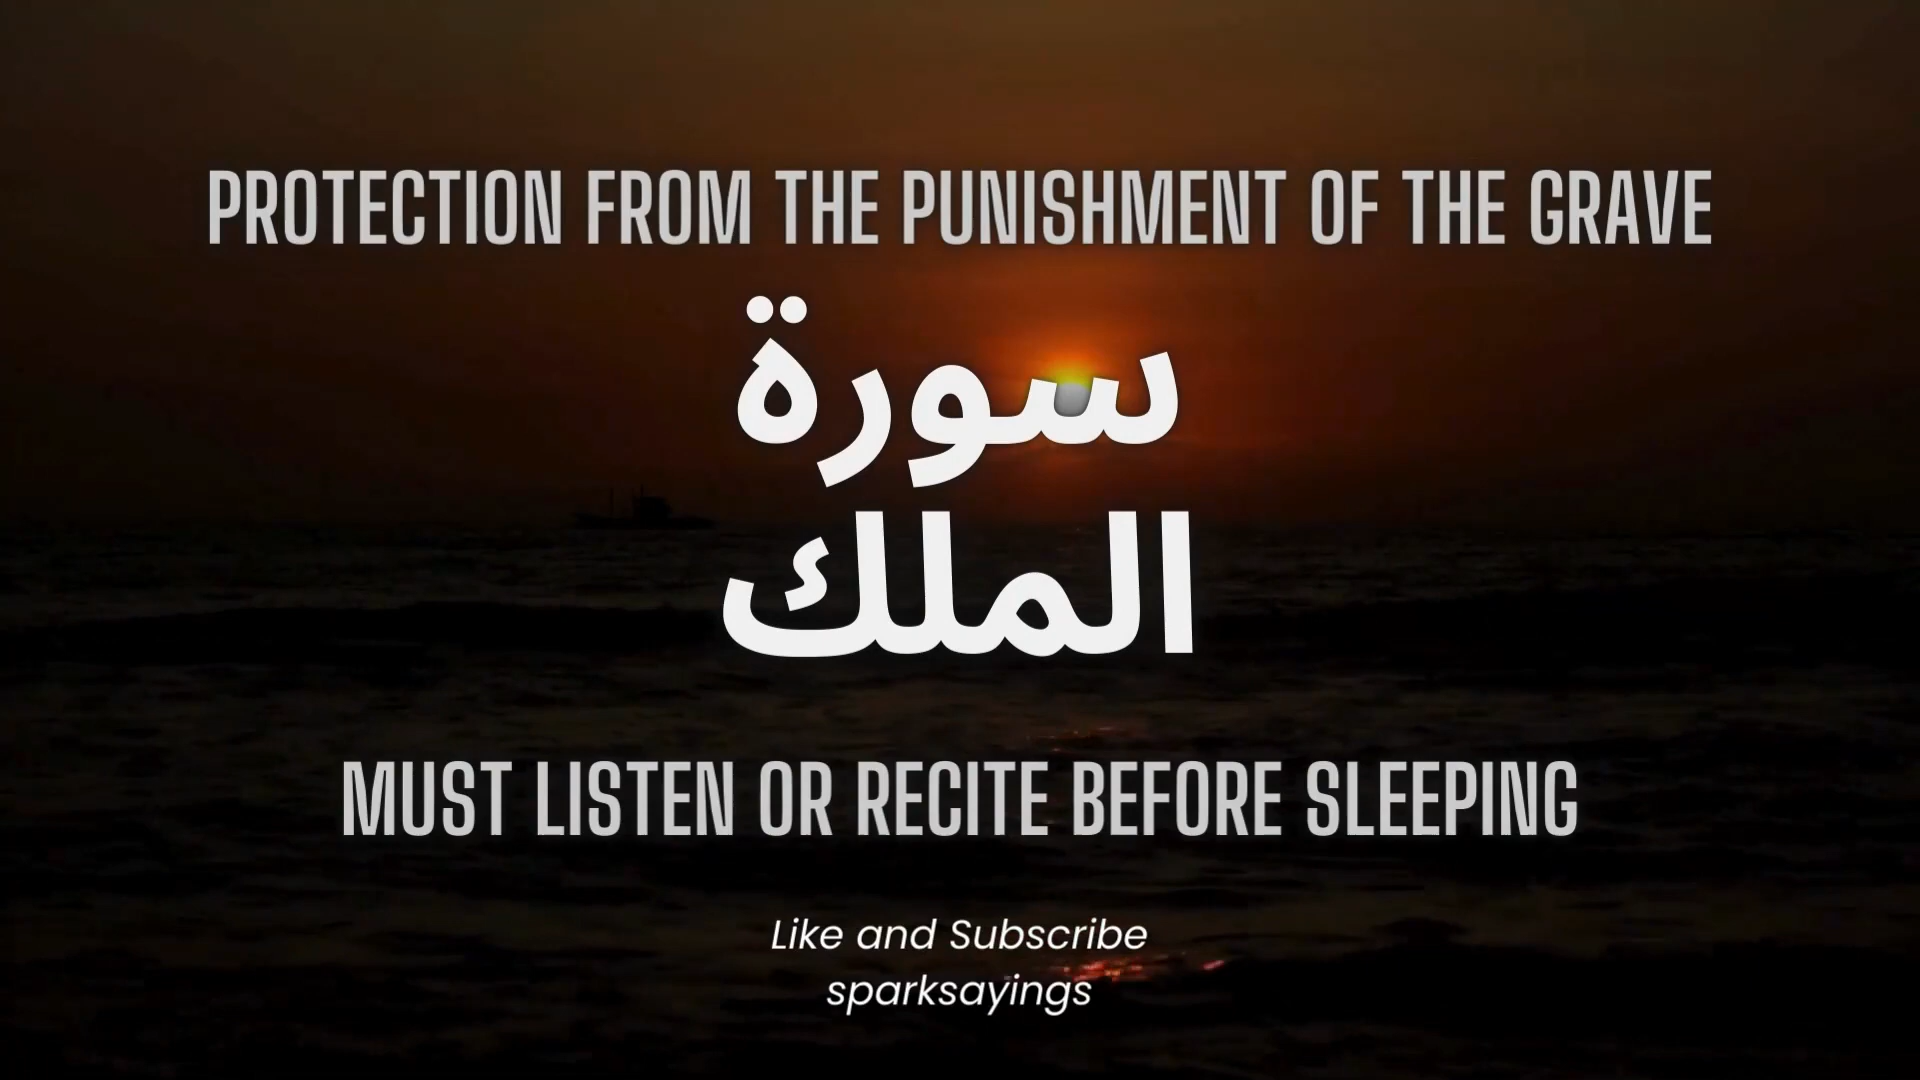 PROTECTION FROM THE PUNISHMENT OF THE GRAVE
سورة
الملك
MUST LISTEN OR RECITE BEFORE SLEEPING
Like and Subscribe
sparksayings